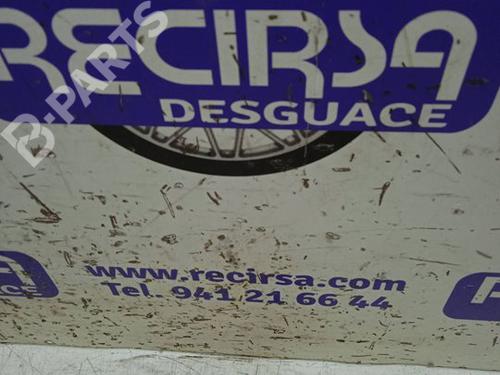 RECIRSA
DESGUACE
B-PARTS
www.recirsa.com
Tel. 941 21 66 44